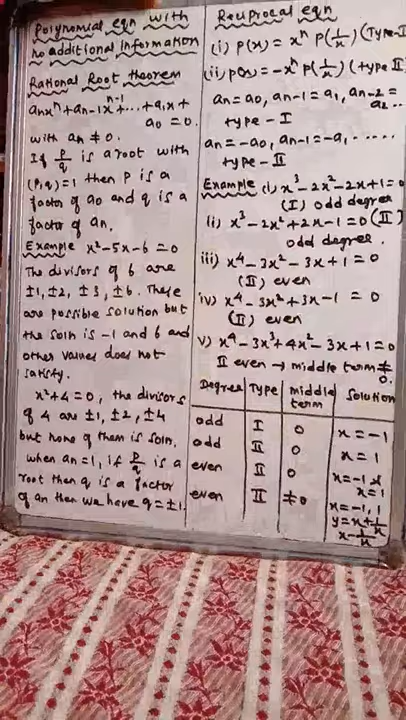 Polynomial eqn with
no additional information
Rational Root theorem
anxⁿ + an-1xⁿ⁻¹ + ... + a1x +
a0 = 0.
with an ≠ 0.
If p/q is a root with
(p,q)=1 then p is a
factor of a0 and q is a
factor of an.
Example x²-5x-6=0
The divisors of 6 are
±1, ±2, ±3, ±6. These
are possible solution but
the soln is -1 and 6 and
other values does not
satisfy.
x²+4=0, the divisors
of 4 are ±1, ±2, ±4
but none of them is soln.
when an=1, if p/q is a
root then q is a factor
of an then we have q=±1.
Reciprocal eqn
(i) p(x) = xⁿ p(1/x) (Type-I
(ii) p(x) = -xⁿ p(1/x) (type II
an=a0, an-1=a1, an-2=
a2...
type - I
an=-a0, an-1=-a1, .....
type - II
Example (i) x³-2x²-2x+1=0
(I) odd degree
(ii) x³-2x²+2x-1=0 (II)
odd degree.
iii) x⁴-3x²-3x+1=0
(II) even
iv) x⁴-3x³+3x-1=0
(II) even
v) x⁴-3x³+4x²-3x+1=0
II even → middle term ≠
0.
Degree Type middle term Solution
odd I 0 x=-1
odd II 0 x=1
even II 0 x=-1, x=1
even II ≠0 x=-1,1
y=x+1/x
x-1/x